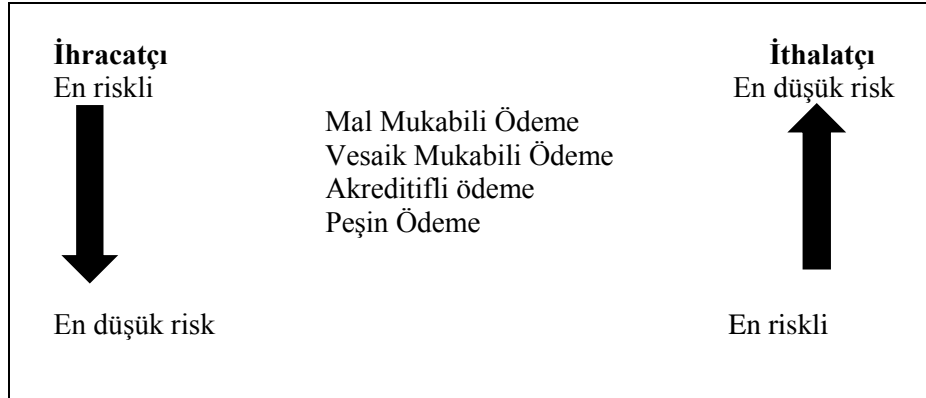 İhracatçı
En riskli
İthalatçı
En düşük risk
Mal Mukabili Ödeme
Vesaik Mukabili Ödeme
Akreditifli ödeme
Peşin Ödeme
En düşük risk
En riskli